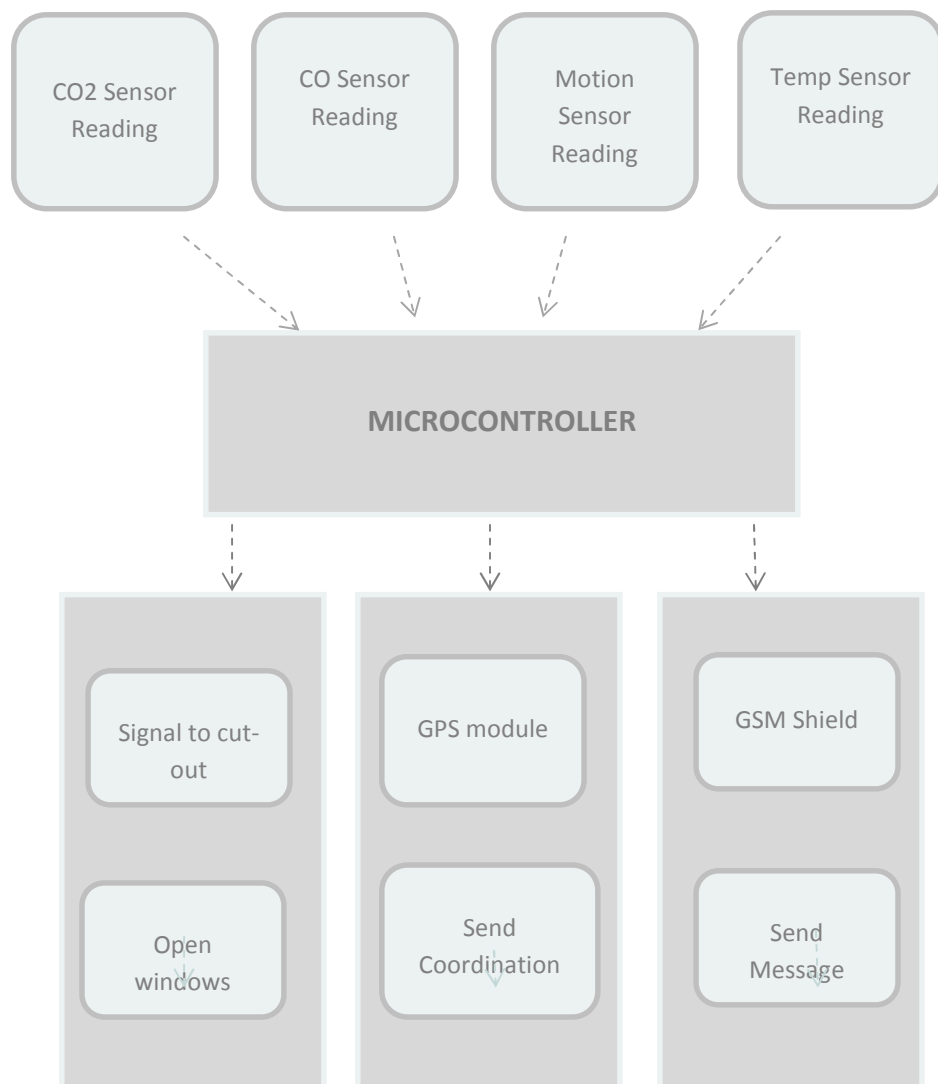 CO2 Sensor
Reading
CO Sensor
Reading
Motion
Sensor
Reading
Temp Sensor
Reading
MICROCONTROLLER
Signal to cut-
out
GPS module
GSM Shield
Open
windows
Send
Coordination
Send
Message